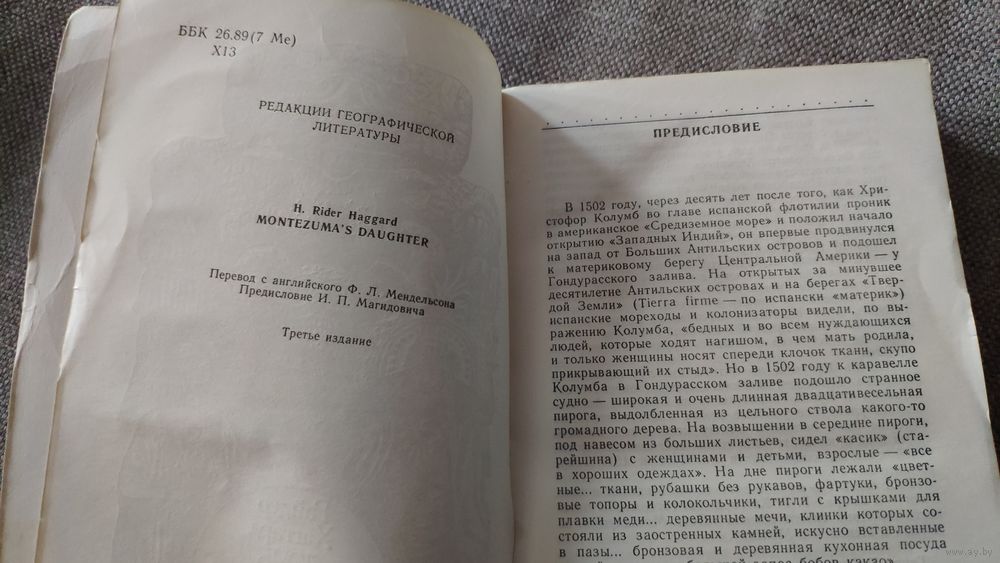 ББК 26.89(7 Ме)
Х13
РЕДАКЦИИ ГЕОГРАФИЧЕСКОЙ
ЛИТЕРАТУРЫ
H. Rider Haggard
MONTEZUMA'S DAUGHTER
Перевод с английского Ф. Л. Мендельсона
Предисловие И. П. Магидовича
Третье издание
ПРЕДИСЛОВИЕ
В 1502 году, через десять лет после того, как Хри-
стофор Колумб во главе испанской флотилии проник
в американское «Средиземное море» и положил начало
открытию «Западных Индий», он впервые продвинулся
на запад от Больших Антильских островов и подошел
к материковому берегу Центральной Америки — у
Гондурасского залива. На открытых за минувшее
десятилетие Антильских островах и на берегах «Твер-
дой Земли» (Tierra firme — по испански «материк»)
испанские мореходы и колонизаторы видели, по вы-
ражению Колумба, «бедных и во всем нуждающихся
людей, которые ходят нагишом, в чем мать родила,
и только женщины носят спереди клочок ткани, скупо
прикрывающий их стыд». Но в 1502 году к каравелле
Колумба в Гондурасском заливе подошло странное
судно — широкая и очень длинная двадцативесельная
пирога, выдолбленная из цельного ствола какого-то
громадного дерева. На возвышении в середине пироги,
под навесом из больших листьев, сидел «касик» (ста-
рейшина) с женщинами и детьми, взрослые — «все
в хороших одеждах». На дне пироги лежали «цвет-
ные... ткани, рубашки без рукавов, фартуки, бронзо-
вые топоры и колокольчики, тигли с крышками для
плавки меди... деревянные мечи, клинки которых со-
стояли из заостренных камней, искусно вставленные
в пазы... бронзовая и деревянная кухонная посуда
бобов какао»
www.ay.by